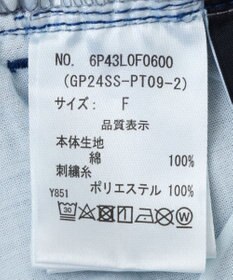 NO. 6P43L0F0600
(GP24SS-PT09-2)
サイズ: F
品質表示
本体生地
綿 100%
刺繍糸
Y851 ポリエステル 100%